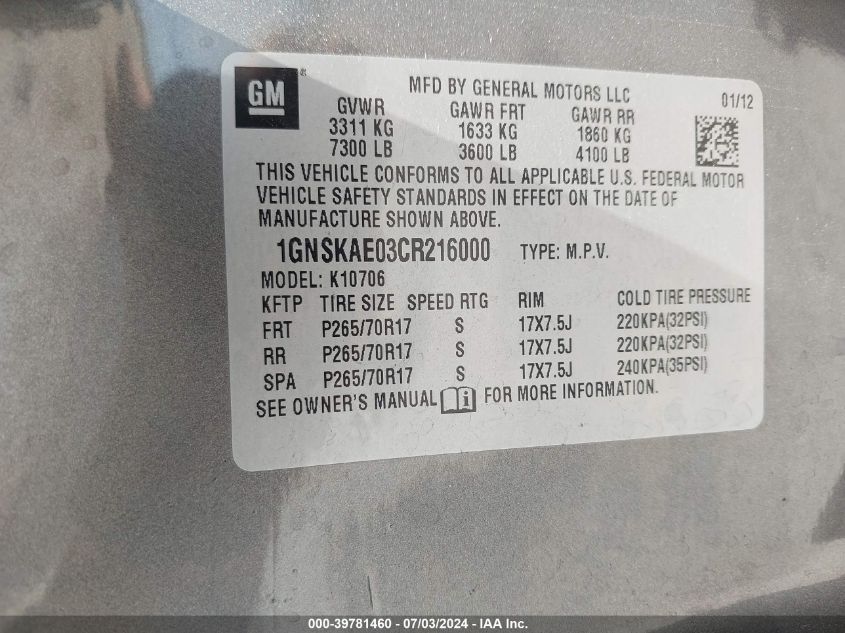 GM ®
MFD BY GENERAL MOTORS LLC 01/12
GVWR GAWR FRT GAWR RR
3311 KG 1633 KG 1860 KG
7300 LB 3600 LB 4100 LB
THIS VEHICLE CONFORMS TO ALL APPLICABLE U.S. FEDERAL MOTOR
VEHICLE SAFETY STANDARDS IN EFFECT ON THE DATE OF
MANUFACTURE SHOWN ABOVE.
1GNSKAE03CR216000 TYPE: M.P.V.
MODEL: K10706
KFTP TIRE SIZE SPEED RTG RIM COLD TIRE PRESSURE
FRT P265/70R17 S 17X7.5J 220KPA(32PSI)
RR P265/70R17 S 17X7.5J 220KPA(32PSI)
SPA P265/70R17 S 17X7.5J 240KPA(35PSI)
SEE OWNER'S MANUAL i FOR MORE INFORMATION.
000-39781460 - 07/03/2024 - IAA Inc.